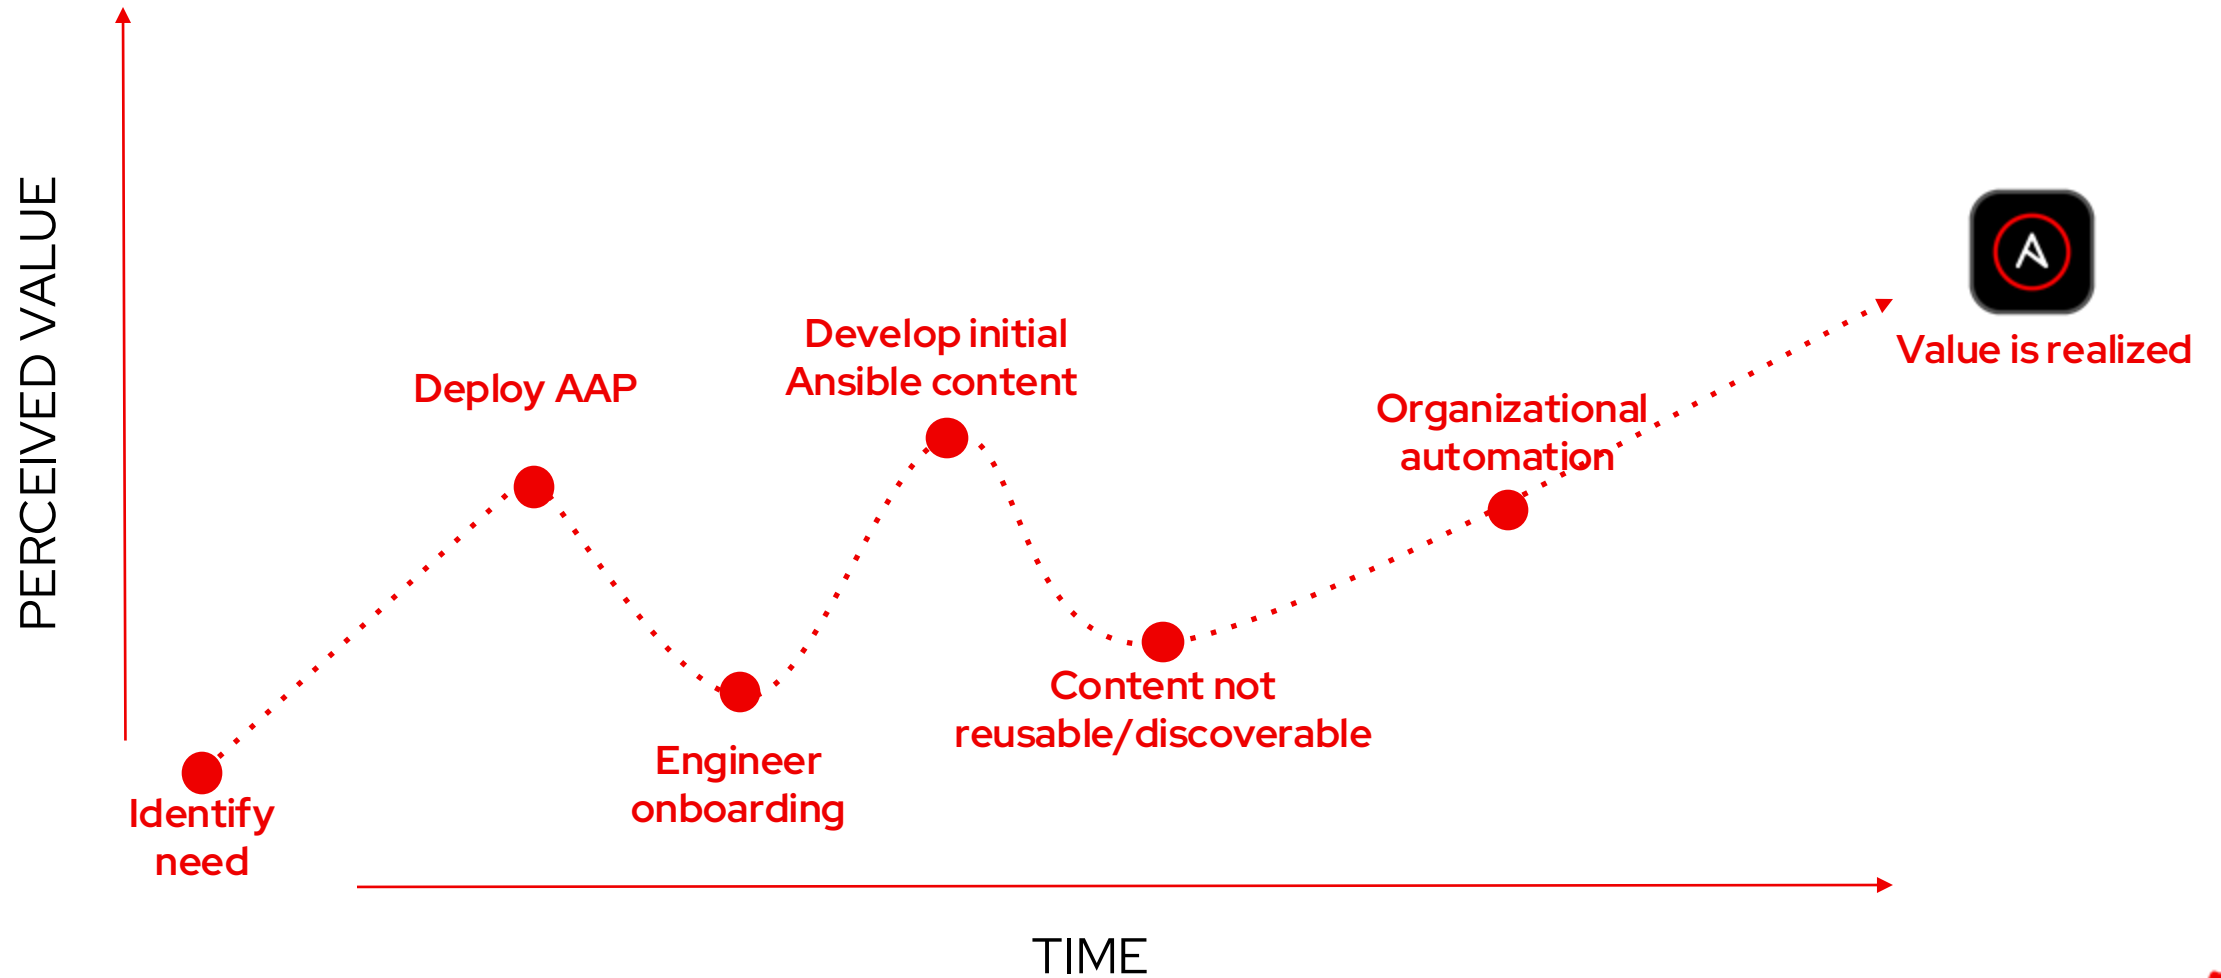 PERCEIVED VALUE
Identify
need
Deploy AAP
Engineer
onboarding
Develop initial
Ansible content
Content not
reusable/discoverable
Organizational
automation
Value is realized
TIME